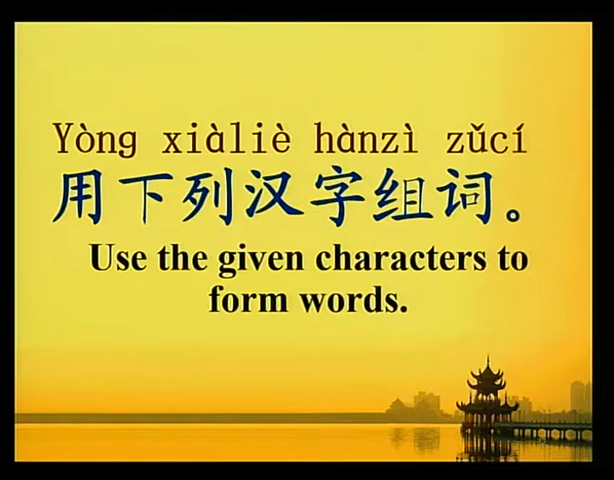 Yòng xiàliè hànzì zǔcí
用下列汉字组词。
Use the given characters to
form words.